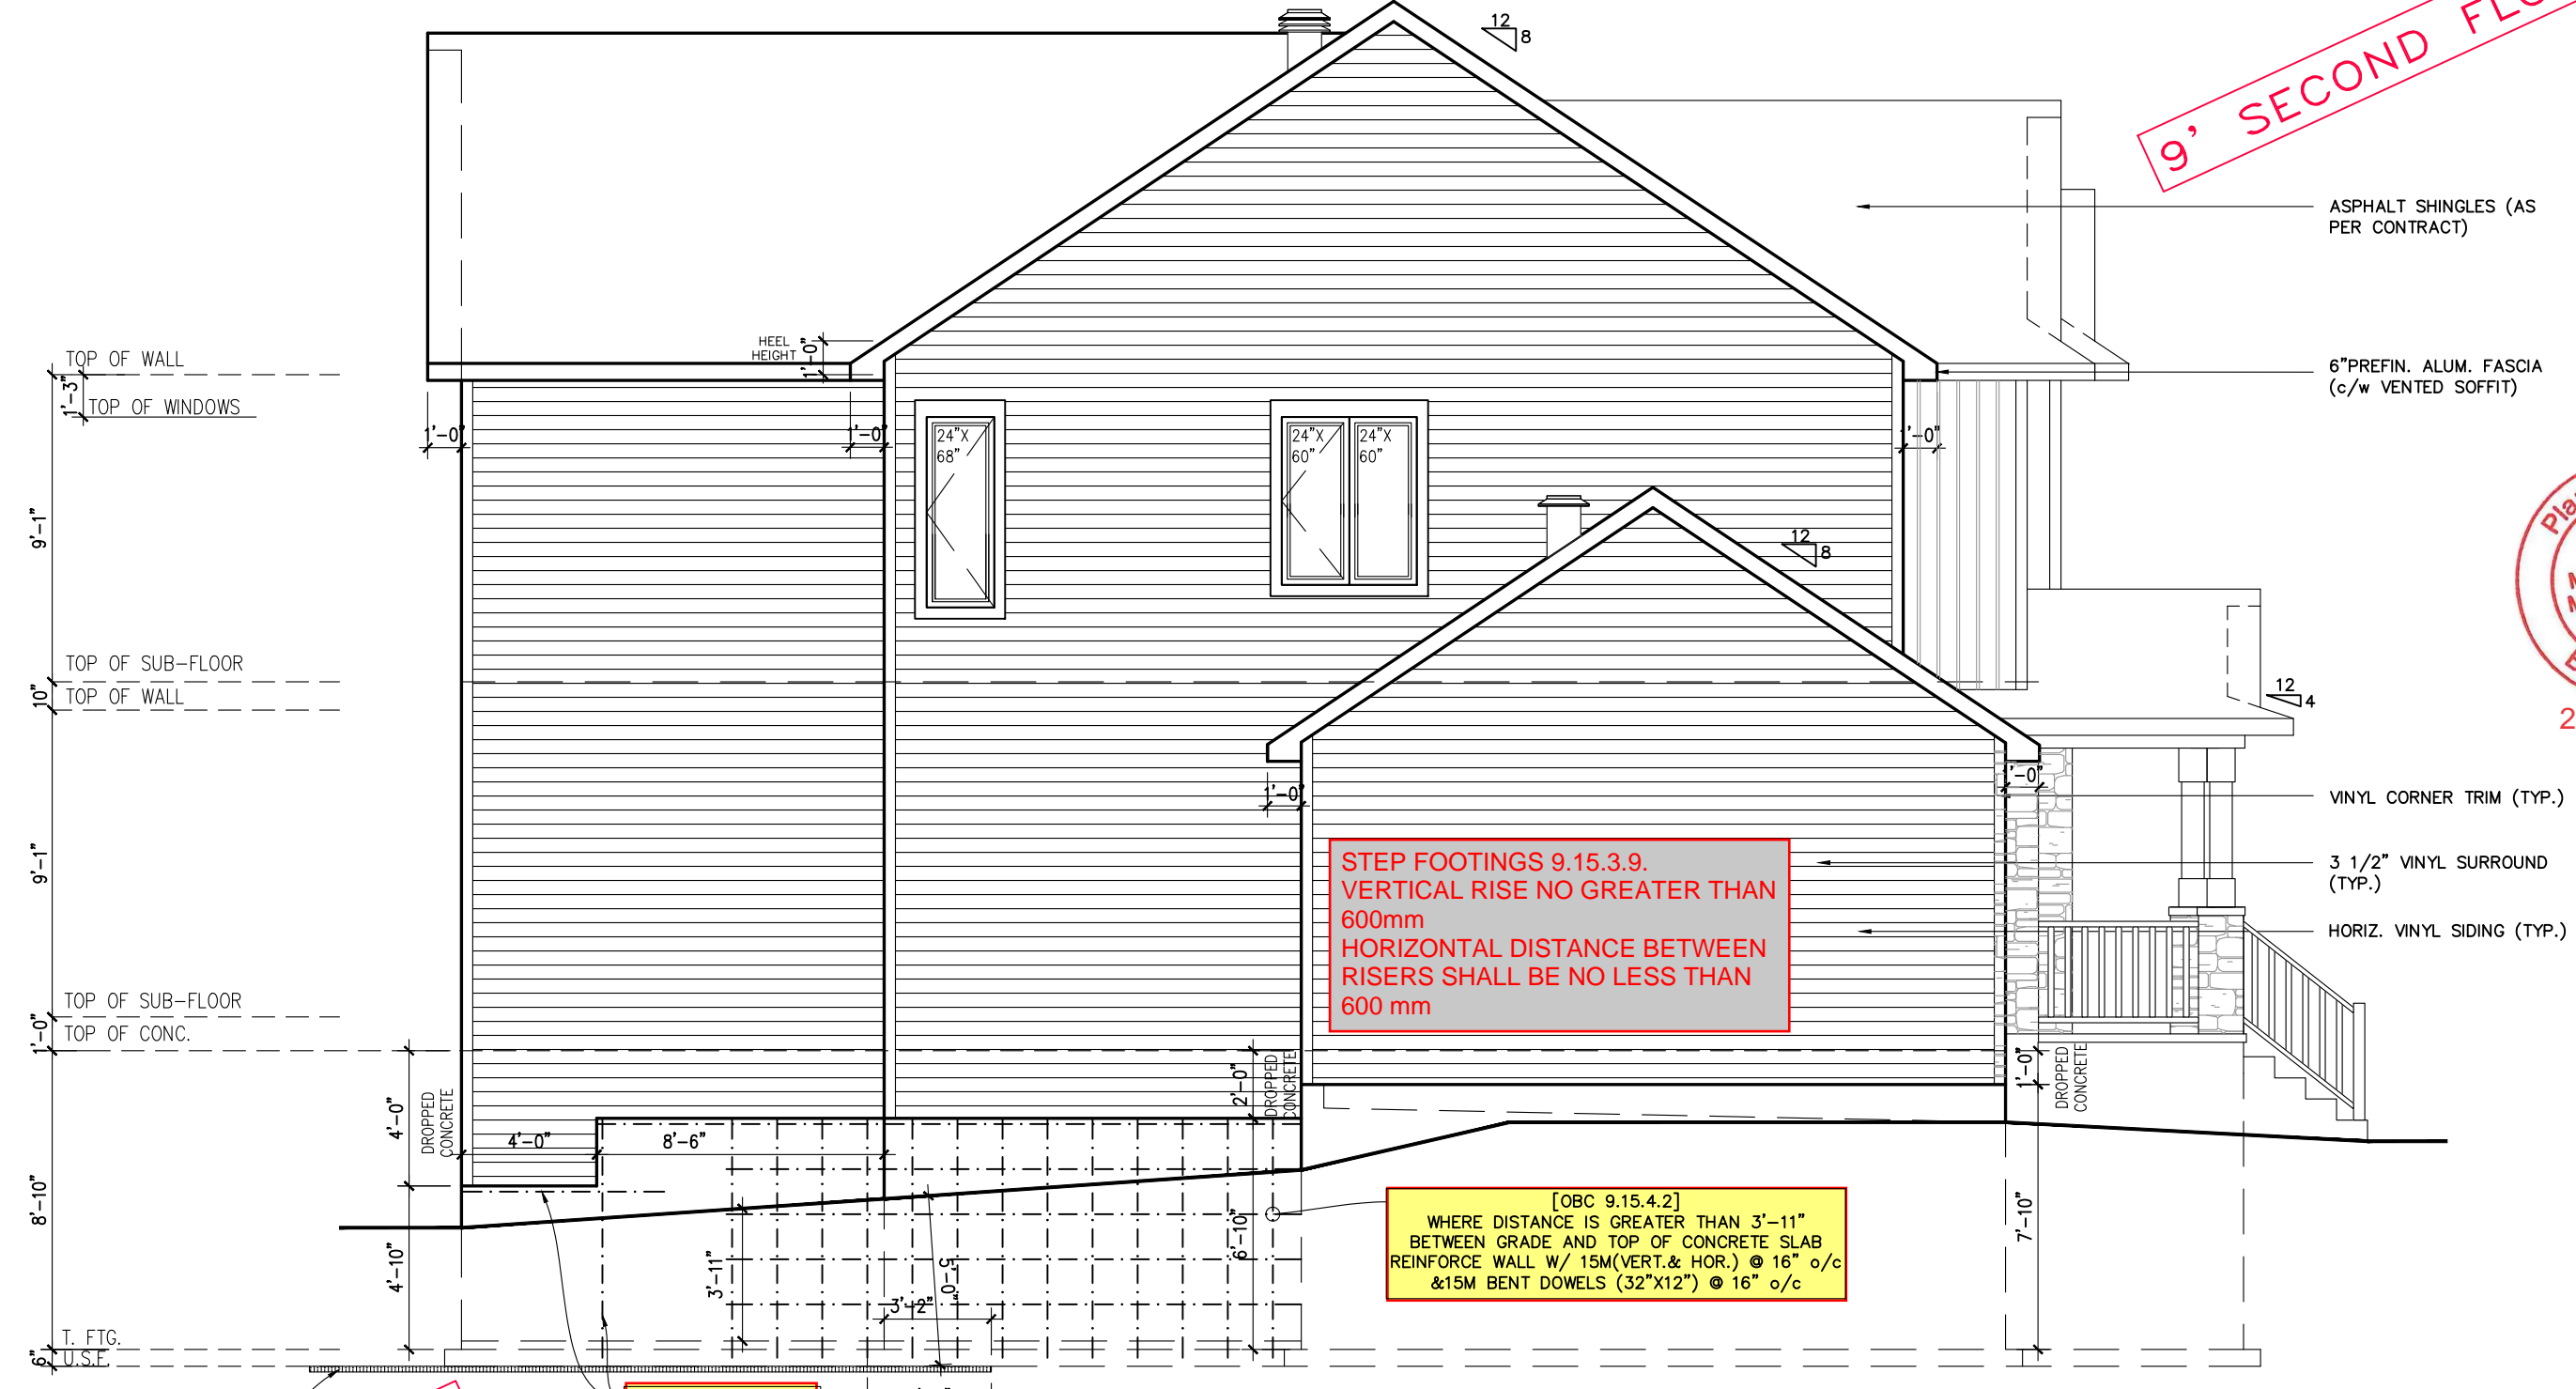 12
8
9' SECOND
ASPHALT SHINGLES (AS
PER CONTRACT)
HEEL
HEIGHT
1'-0"
TOP OF WALL
1'-3"
TOP OF WINDOWS
6"PREFIN. ALUM. FASCIA
(c/w VENTED SOFFIT)
1'-0"
1'-0"
1'-0"
24"X
68"
24"X
60"
24"X
60"
9'-1"
12
8
TOP OF SUB-FLOOR
10"
TOP OF WALL
12
4
1'-0"
1'-0"
VINYL CORNER TRIM (TYP.)
9'-1"
STEP FOOTINGS 9.15.3.9.
VERTICAL RISE NO GREATER THAN
600mm
HORIZONTAL DISTANCE BETWEEN
RISERS SHALL BE NO LESS THAN
600 mm
3 1/2" VINYL SURROUND
(TYP.)
HORIZ. VINYL SIDING (TYP.)
TOP OF SUB-FLOOR
1'-0"
TOP OF CONC.
4'-0"
DROPPED
CONCRETE
4'-0"
8'-6"
2'-0"
DROPPED
CONCRETE
1'-0"
DROPPED
CONCRETE
8'-10"
4'-10"
3'-11"
5'-0"
3'-2"
6'-10"
7'-10"
[OBC 9.15.4.2]
WHERE DISTANCE IS GREATER THAN 3'-11"
BETWEEN GRADE AND TOP OF CONCRETE SLAB
REINFORCE WALL W/ 15M(VERT.& HOR.) @ 16" o/c
&15M BENT DOWELS (32"X12") @ 16" o/c
T. FTG.
6"
U.S.F.